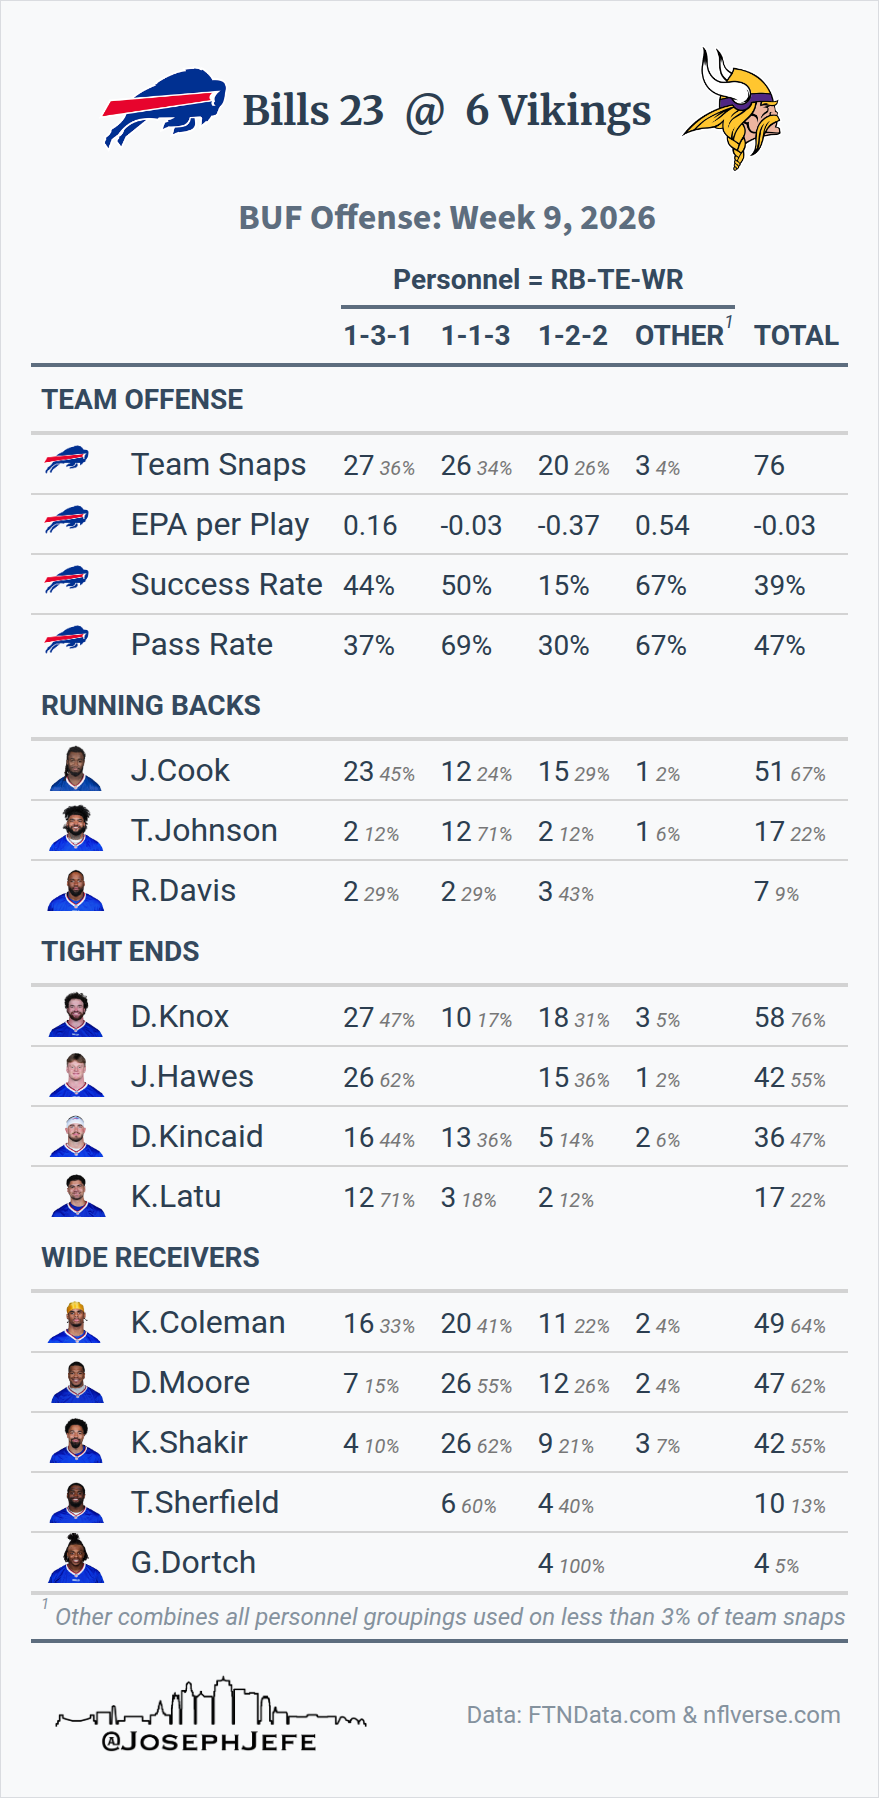 Bills 23 @ 6 Vikings
BUF Offense: Week 9, 2026
Personnel = RB-TE-WR
1-3-1 1-1-3 1-2-2 OTHER1 TOTAL
TEAM OFFENSE
Team Snaps 27 36% 26 34% 20 26% 3 4% 76
EPA per Play 0.16 -0.03 -0.37 0.54 -0.03
Success Rate 44% 50% 15% 67% 39%
Pass Rate 37% 69% 30% 67% 47%
RUNNING BACKS
J.Cook 23 45% 12 24% 15 29% 1 2% 51 67%
T.Johnson 2 12% 12 71% 2 12% 1 6% 17 22%
R.Davis 2 29% 2 29% 3 43% 7 9%
TIGHT ENDS
D.Knox 27 47% 10 17% 18 31% 3 5% 58 76%
J.Hawes 26 62% 15 36% 1 2% 42 55%
D.Kincaid 16 44% 13 36% 5 14% 2 6% 36 47%
K.Latu 12 71% 3 18% 2 12% 17 22%
WIDE RECEIVERS
K.Coleman 16 33% 20 41% 11 22% 2 4% 49 64%
D.Moore 7 15% 26 55% 12 26% 2 4% 47 62%
K.Shakir 4 10% 26 62% 9 21% 3 7% 42 55%
T.Sherfield 6 60% 4 40% 10 13%
G.Dortch 4 100% 4 5%
1 Other combines all personnel groupings used on less than 3% of team snaps
@JosephJefe
Data: FTNData.com & nflverse.com